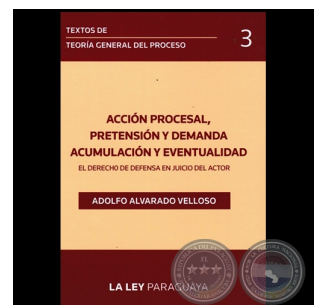 TEXTOS DE
TEORÍA GENERAL DEL PROCESO
3
ACCIÓN PROCESAL,
PRETENSIÓN Y DEMANDA
ACUMULACIÓN Y EVENTUALIDAD
EL DERECHO DE DEFENSA EN JUICIO DEL ACTOR
ADOLFO ALVARADO VELLOSO
LA LEY PARAGUAYA